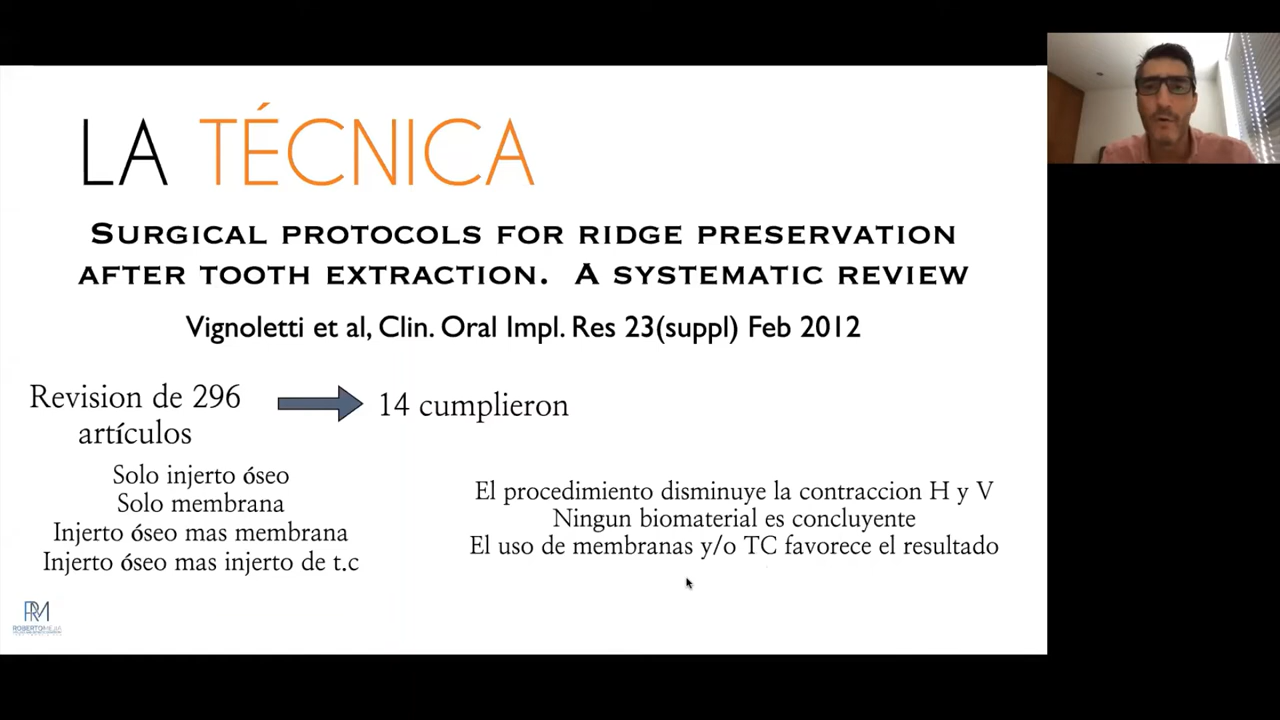 LA TÉCNICA
SURGICAL PROTOCOLS FOR RIDGE PRESERVATION
AFTER TOOTH EXTRACTION. A SYSTEMATIC REVIEW
Vignoletti et al, Clin. Oral Impl. Res 23(suppl) Feb 2012
Revision de 296
artículos
14 cumplieron
Solo injerto óseo
Solo membrana
Injerto óseo mas membrana
Injerto óseo mas injerto de t.c
El procedimiento disminuye la contraccion H y V
Ningun biomaterial es concluyente
El uso de membranas y/o TC favorece el resultado
RM
ROBERTOMEJIA